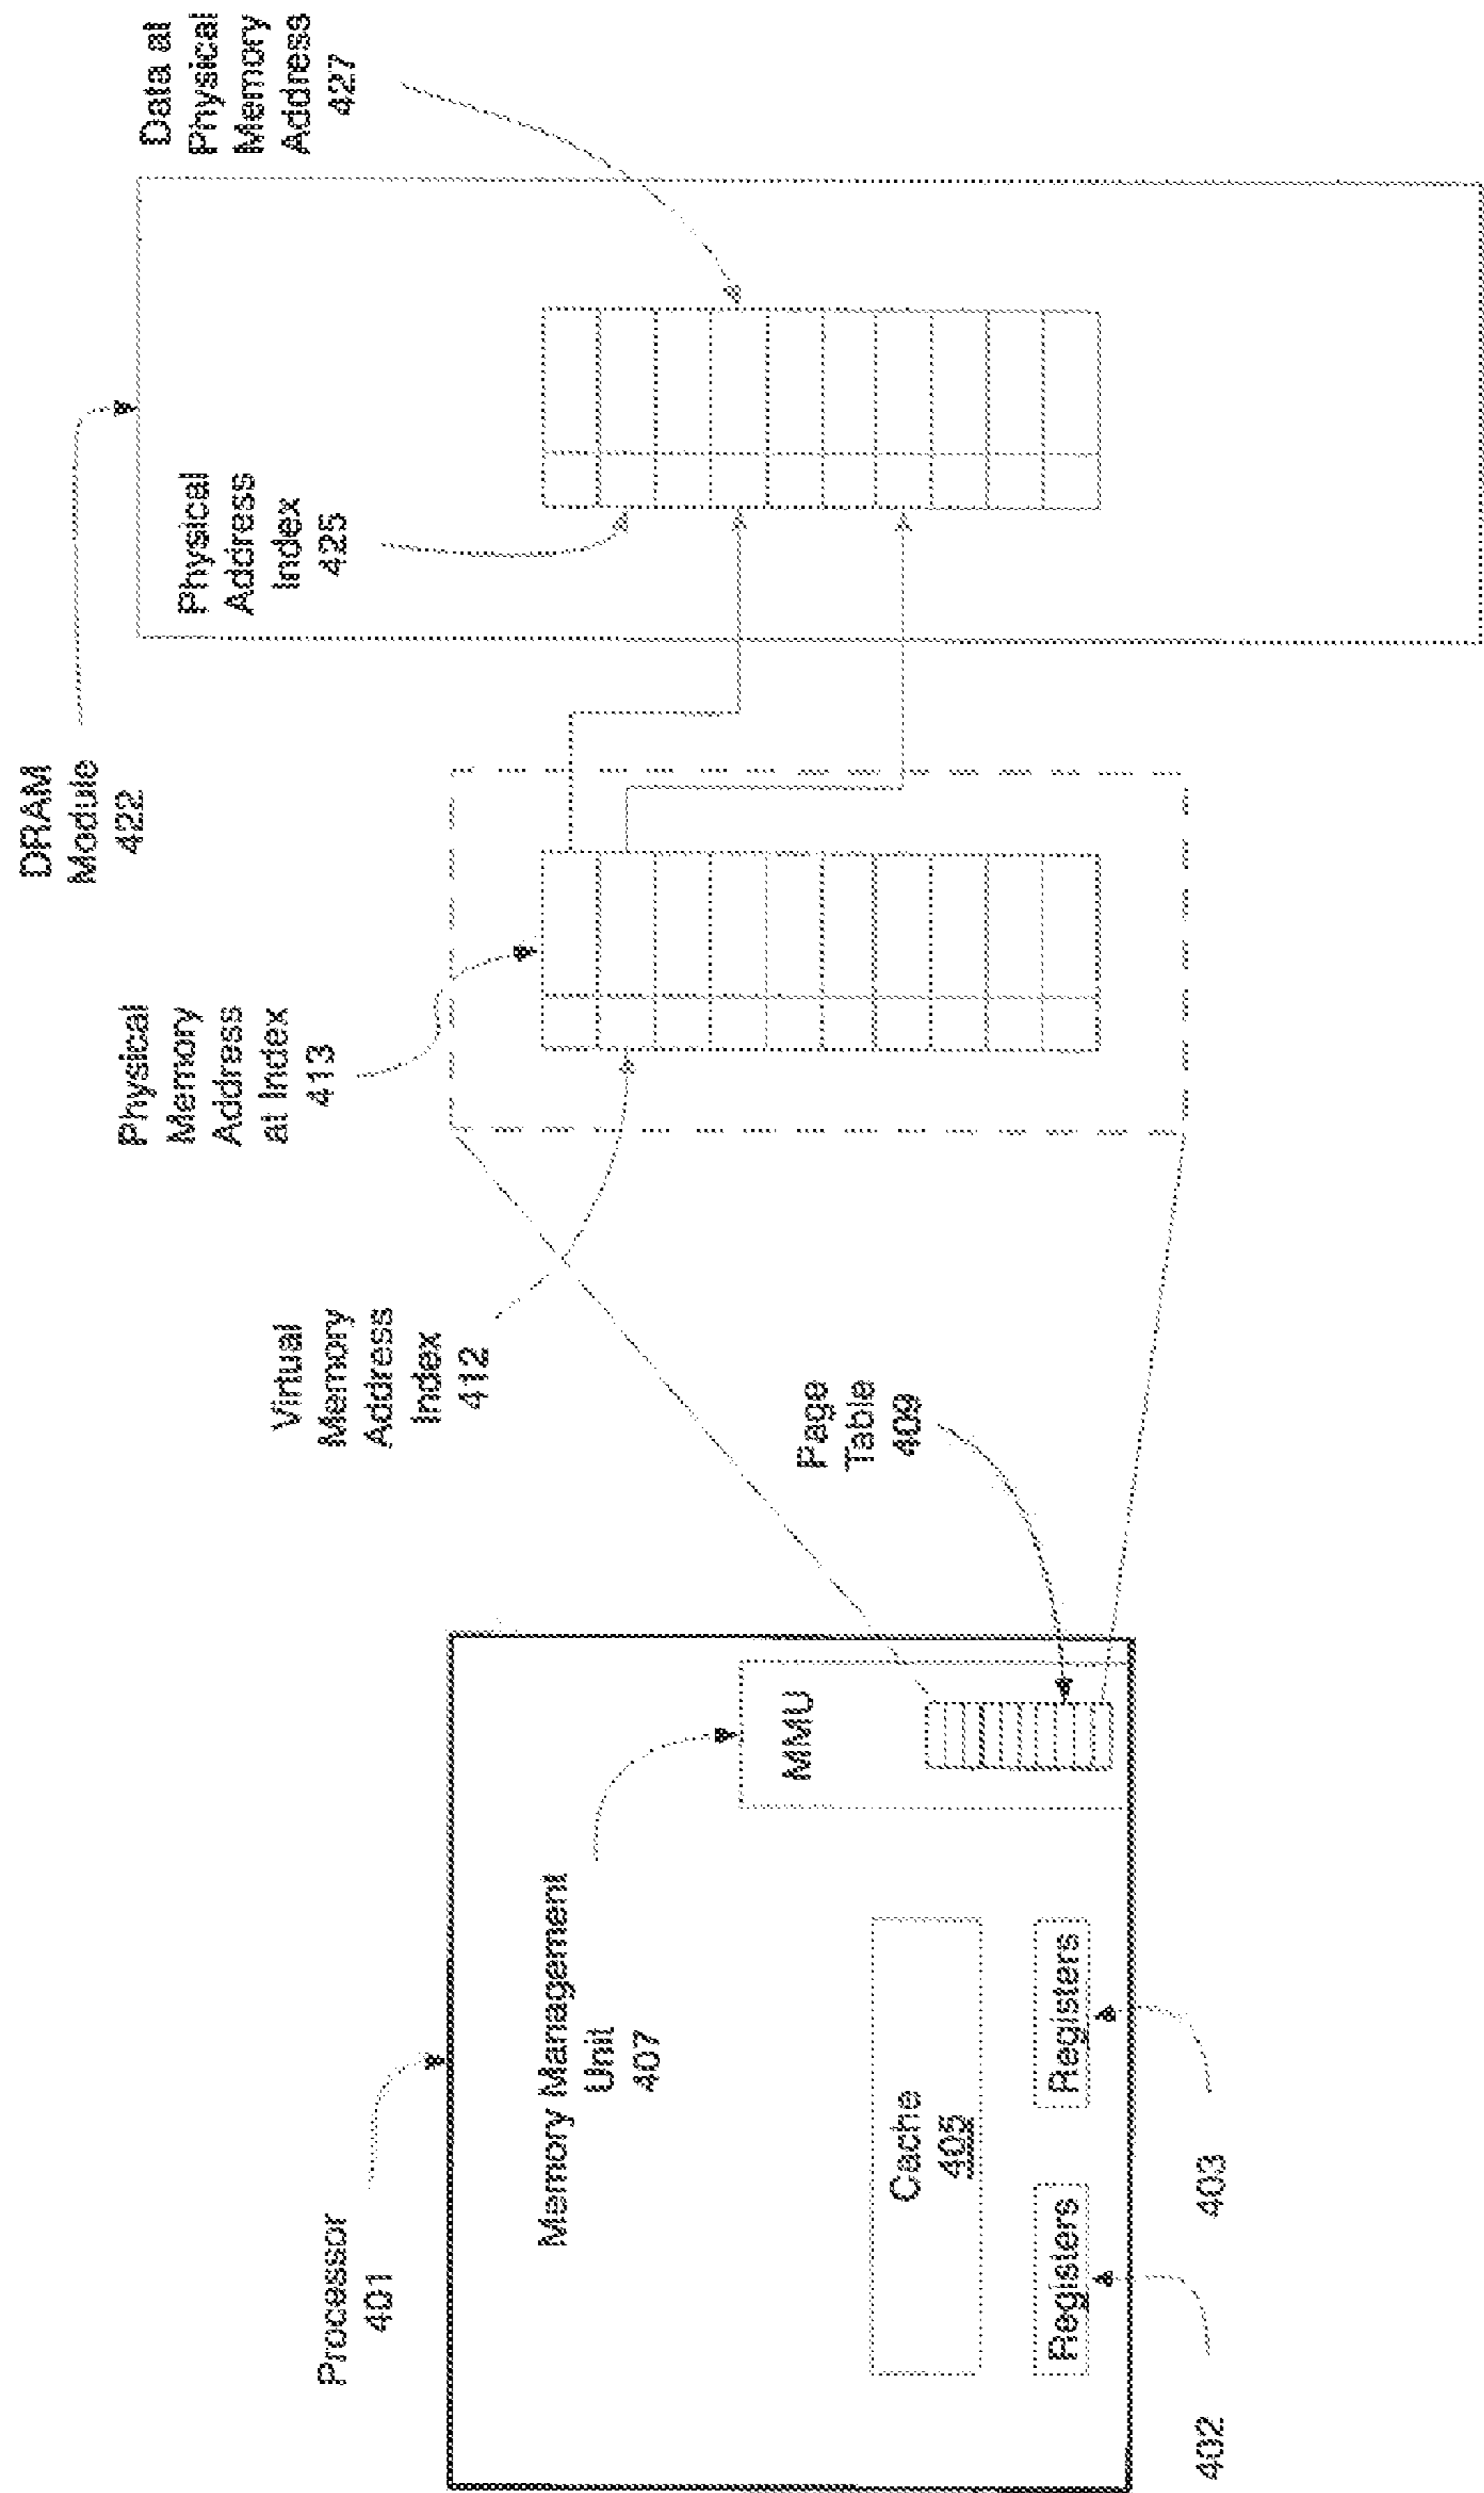 Processor
401
Memory Management
Unit
407
MMU
Cache
405
Registers
Registers
402
403
Page
Table
409
Virtual
Memory
Address
Index
412
Physical
Memory
Address
at Index
413
DRAM
Module
422
Physical
Address
Index
425
Data at
Physical
Memory
Address
427